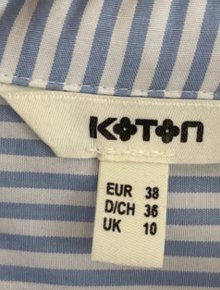 KOTON
EUR 38
D/CH 36
UK 10